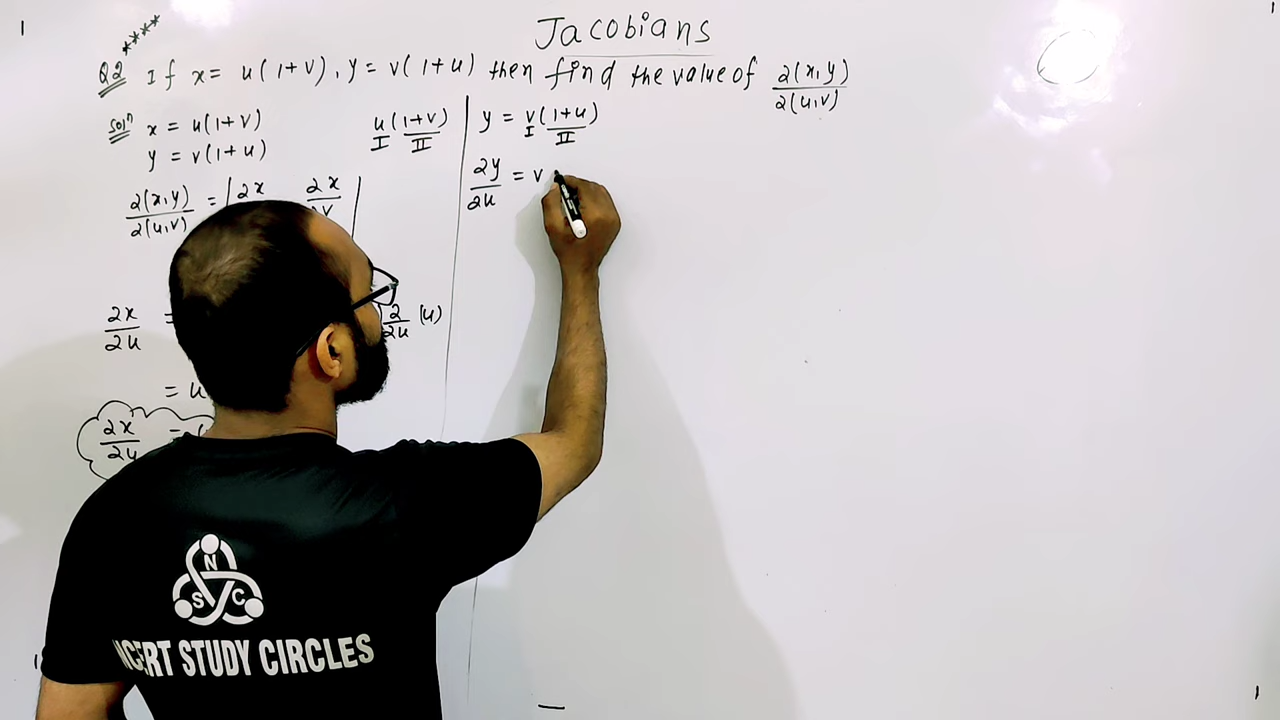 Jacobians
****
Q2 If x = u(1+v), y = v(1+u) then find the value of ∂(x,y)/∂(u,v)
Soln x = u(1+v)
y = v(1+u)
∂(x,y)/∂(u,v) = | ∂x ∂x
∂x/∂u =
∂/∂u (u)
= u
∂x/∂u =
u(1+v)
I II
y = v(1+u)
I II
∂y/∂u = v
N
S C
NCERT STUDY CIRCLES